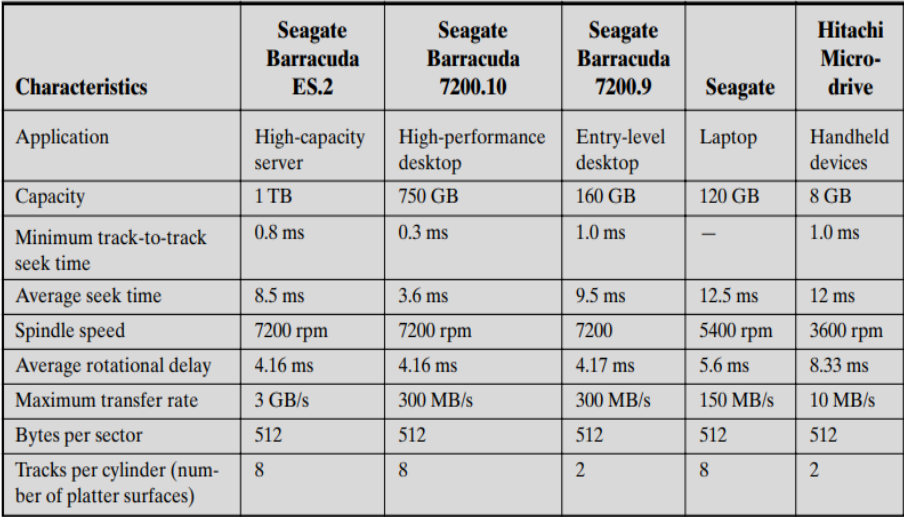 Characteristics Seagate Barracuda ES.2 Seagate Barracuda 7200.10 Seagate Barracuda 7200.9 Seagate Hitachi Micro-drive
Application High-capacity server High-performance desktop Entry-level desktop Laptop Handheld devices
Capacity 1 TB 750 GB 160 GB 120 GB 8 GB
Minimum track-to-track seek time 0.8 ms 0.3 ms 1.0 ms — 1.0 ms
Average seek time 8.5 ms 3.6 ms 9.5 ms 12.5 ms 12 ms
Spindle speed 7200 rpm 7200 rpm 7200 5400 rpm 3600 rpm
Average rotational delay 4.16 ms 4.16 ms 4.17 ms 5.6 ms 8.33 ms
Maximum transfer rate 3 GB/s 300 MB/s 300 MB/s 150 MB/s 10 MB/s
Bytes per sector 512 512 512 512 512
Tracks per cylinder (num-ber of platter surfaces) 8 8 2 8 2